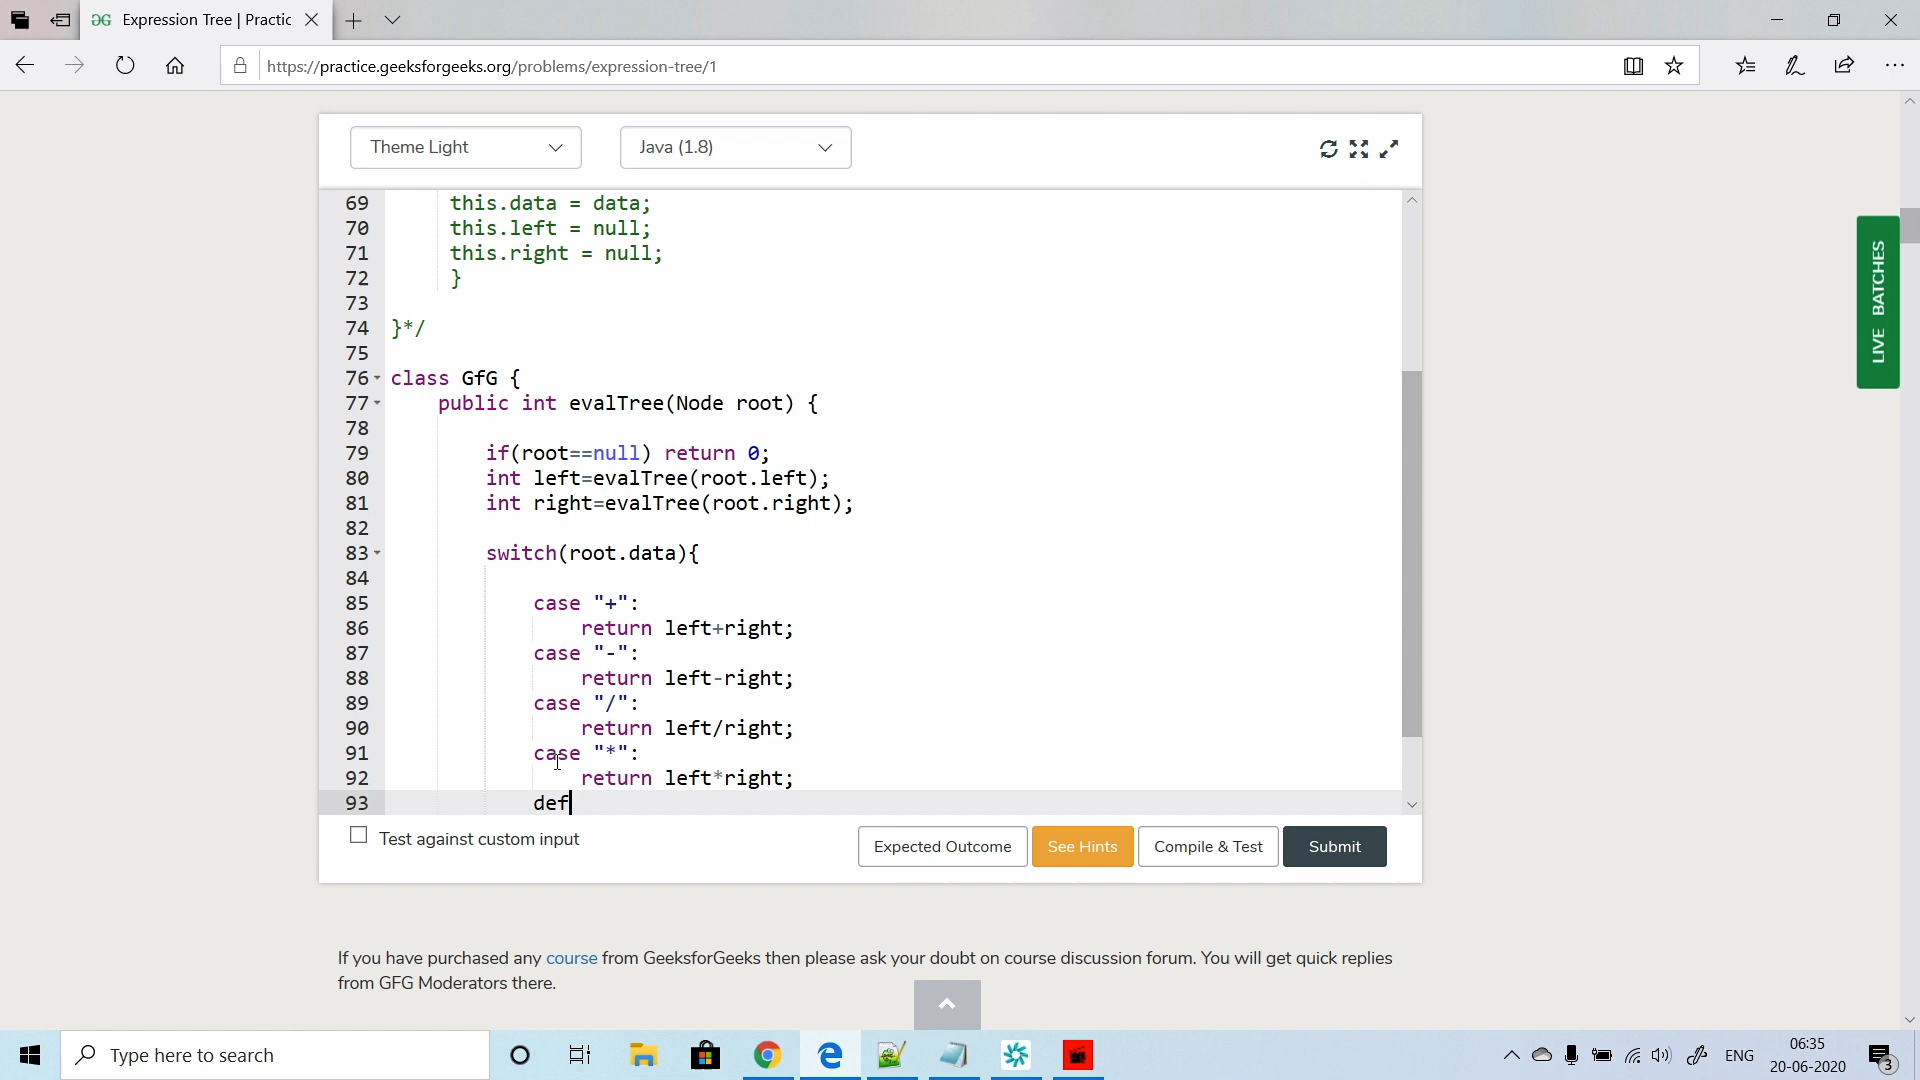 Expression Tree | Practic
https://practice.geeksforgeeks.org/problems/expression-tree/1
Theme Light
Java (1.8)
69 this.data = data;
70 this.left = null;
71 this.right = null;
72 }
73
74 }*/
75
76 class GfG {
77 public int evalTree(Node root) {
78
79 if(root==null) return 0;
80 int left=evalTree(root.left);
81 int right=evalTree(root.right);
82
83 switch(root.data){
84
85 case "+":
86 return left+right;
87 case "-":
88 return left-right;
89 case "/":
90 return left/right;
91 case "*":
92 return left*right;
93 def
LIVE BATCHES
Test against custom input
Expected Outcome
See Hints
Compile & Test
Submit
If you have purchased any course from GeeksforGeeks then please ask your doubt on course discussion forum. You will get quick replies
from GFG Moderators there.
Type here to search
ENG
06:35
20-06-2020
3